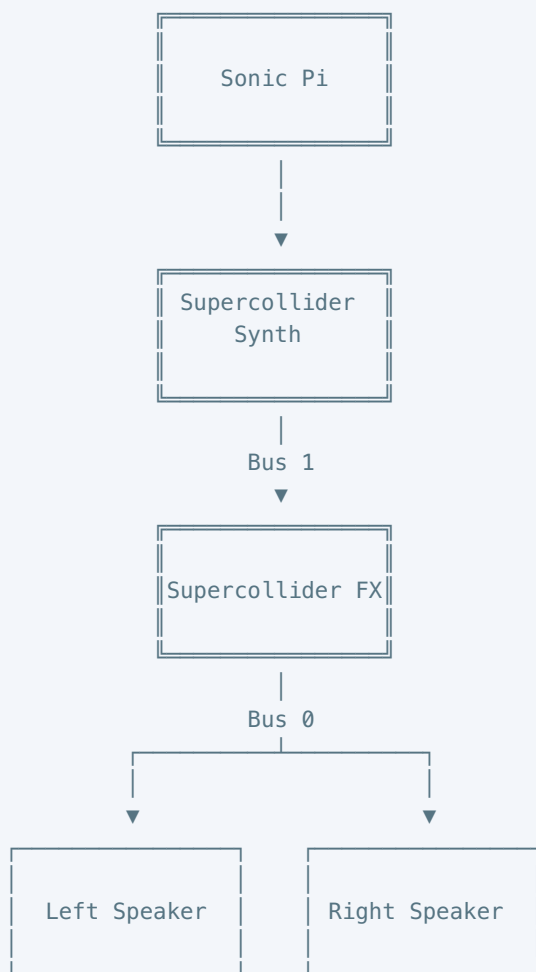 Sonic Pi
Supercollider
Synth
Bus 1
Supercollider FX
Bus 0
Left Speaker
Right Speaker